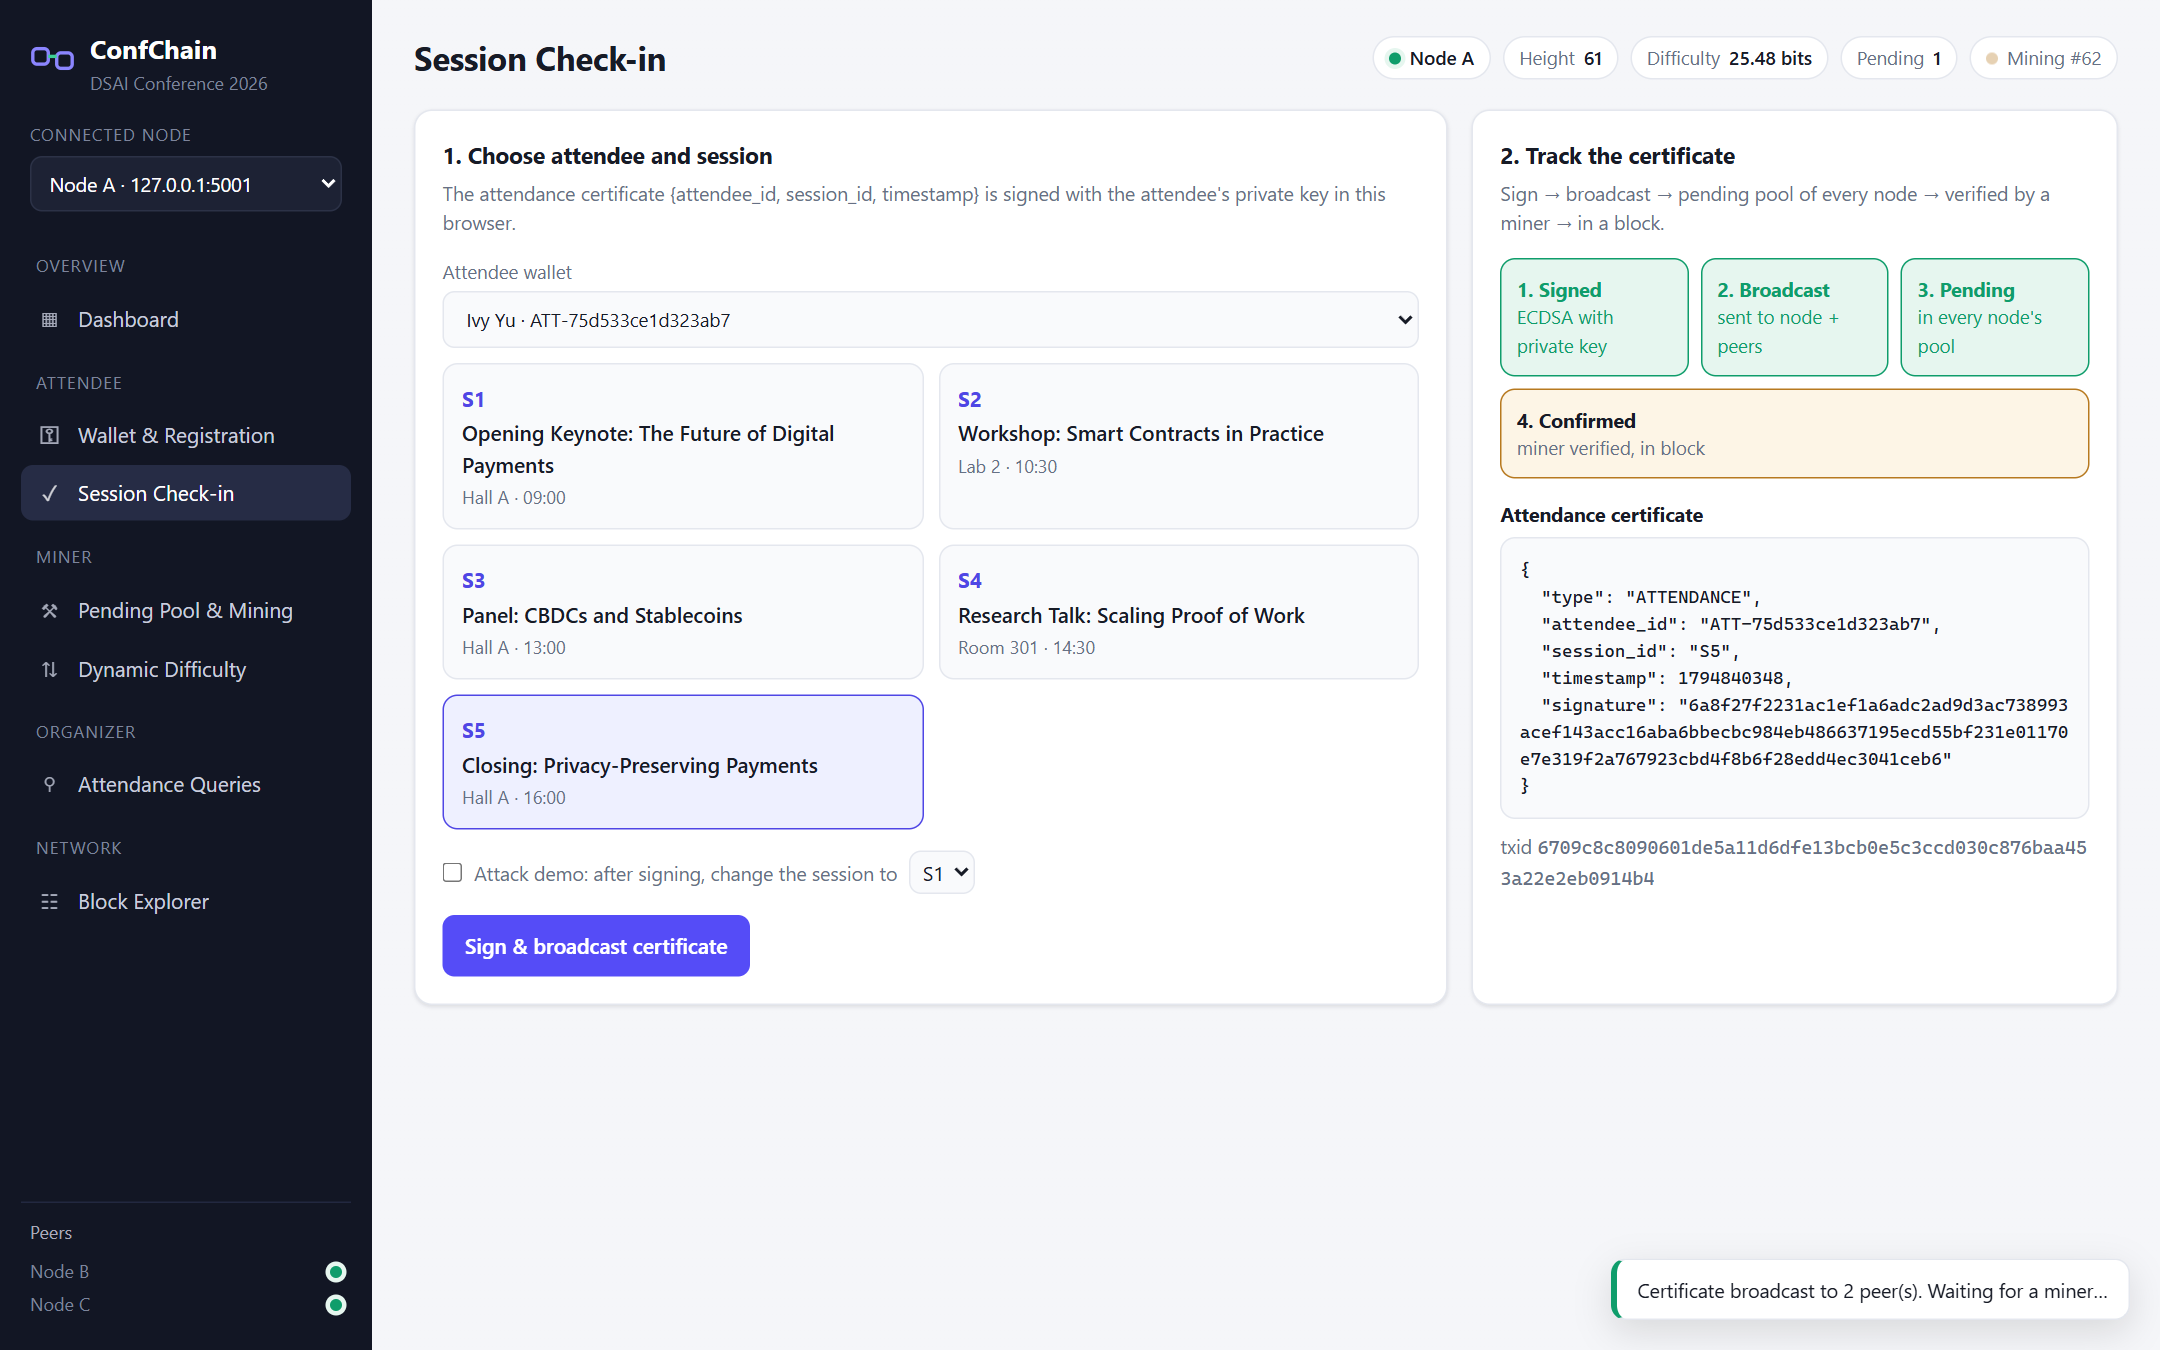 ConfChain
DSAI Conference 2026
CONNECTED NODE
Node A · 127.0.0.1:5001
OVERVIEW
Dashboard
ATTENDEE
Wallet & Registration
Session Check-in
MINER
Pending Pool & Mining
Dynamic Difficulty
ORGANIZER
Attendance Queries
NETWORK
Block Explorer
Peers
Node B
Node C
Session Check-in
Node A
Height 61
Difficulty 25.48 bits
Pending 1
Mining #62
1. Choose attendee and session
The attendance certificate {attendee_id, session_id, timestamp} is signed with the attendee's private key in this
browser.
Attendee wallet
Ivy Yu · ATT-75d533ce1d323ab7
S1
Opening Keynote: The Future of Digital
Payments
Hall A · 09:00
S2
Workshop: Smart Contracts in Practice
Lab 2 · 10:30
S3
Panel: CBDCs and Stablecoins
Hall A · 13:00
S4
Research Talk: Scaling Proof of Work
Room 301 · 14:30
S5
Closing: Privacy-Preserving Payments
Hall A · 16:00
Attack demo: after signing, change the session to S1
Sign & broadcast certificate
2. Track the certificate
Sign → broadcast → pending pool of every node → verified by a
miner → in a block.
1. Signed
ECDSA with
private key
2. Broadcast
sent to node +
peers
3. Pending
in every node's
pool
4. Confirmed
miner verified, in block
Attendance certificate
{
"type": "ATTENDANCE",
"attendee_id": "ATT-75d533ce1d323ab7",
"session_id": "S5",
"timestamp": 1794840348,
"signature": "6a8f27f2231ac1ef1a6adc2ad9d3ac738993
acef143acc16aba6bbecbc984eb486637195ecd55bf231e01170
e7e319f2a767923cbd4f8b6f28edd4ec3041ceb6"
}
txid 6709c8c8090601de5a11d6dfe13bcb0e5c3ccd030c876baa45
3a22e2eb0914b4
Certificate broadcast to 2 peer(s). Waiting for a miner…